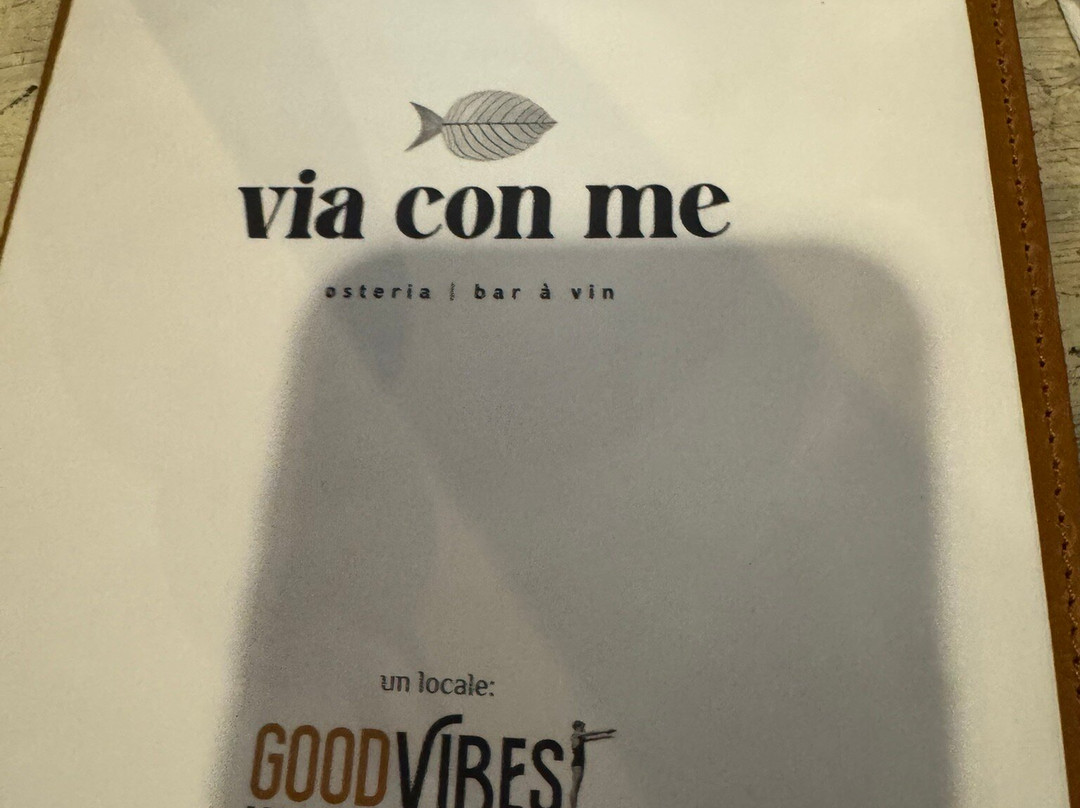 via con me
osteria | bar à vin
un locale:
GOODVIBES